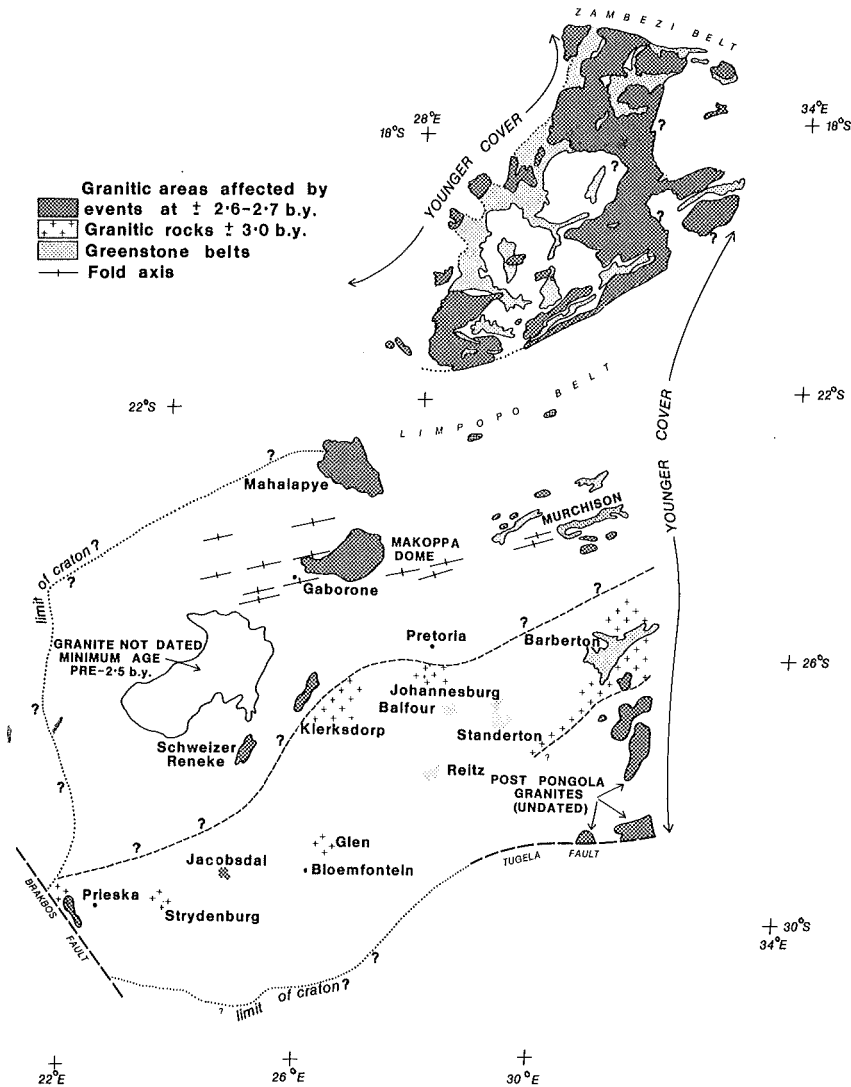 ZAMBEZI BELT
34°E
18°S
28°E
18°S
YOUNGER COVER
Granitic areas affected by
events at ± 2·6-2·7 b.y.
Granitic rocks ± 3·0 b.y.
Greenstone belts
Fold axis
?
?
?
?
22°S
22°S
LIMPOPO BELT
YOUNGER COVER
?
Mahalapye
MURCHISON
MAKOPPA
DOME
limit of craton ?
?
Gaborone
?
?
GRANITE NOT DATED
MINIMUM AGE
PRE-2·5 b.y.
Pretoria
Barberton
26°S
?
Johannesburg
Balfour
?
Klerksdorp
Standerton
Schweizer
Reneke
?
?
Reitz
POST PONGOLA
GRANITES
(UNDATED)
?
?
?
Glen
Jacobsdal
Bloemfontein
TUGELA FAULT
BRAKBOS
FAULT
Prieska
Strydenburg
30°S
34°E
?
?
limit of craton ?
22°E
26°E
30°E